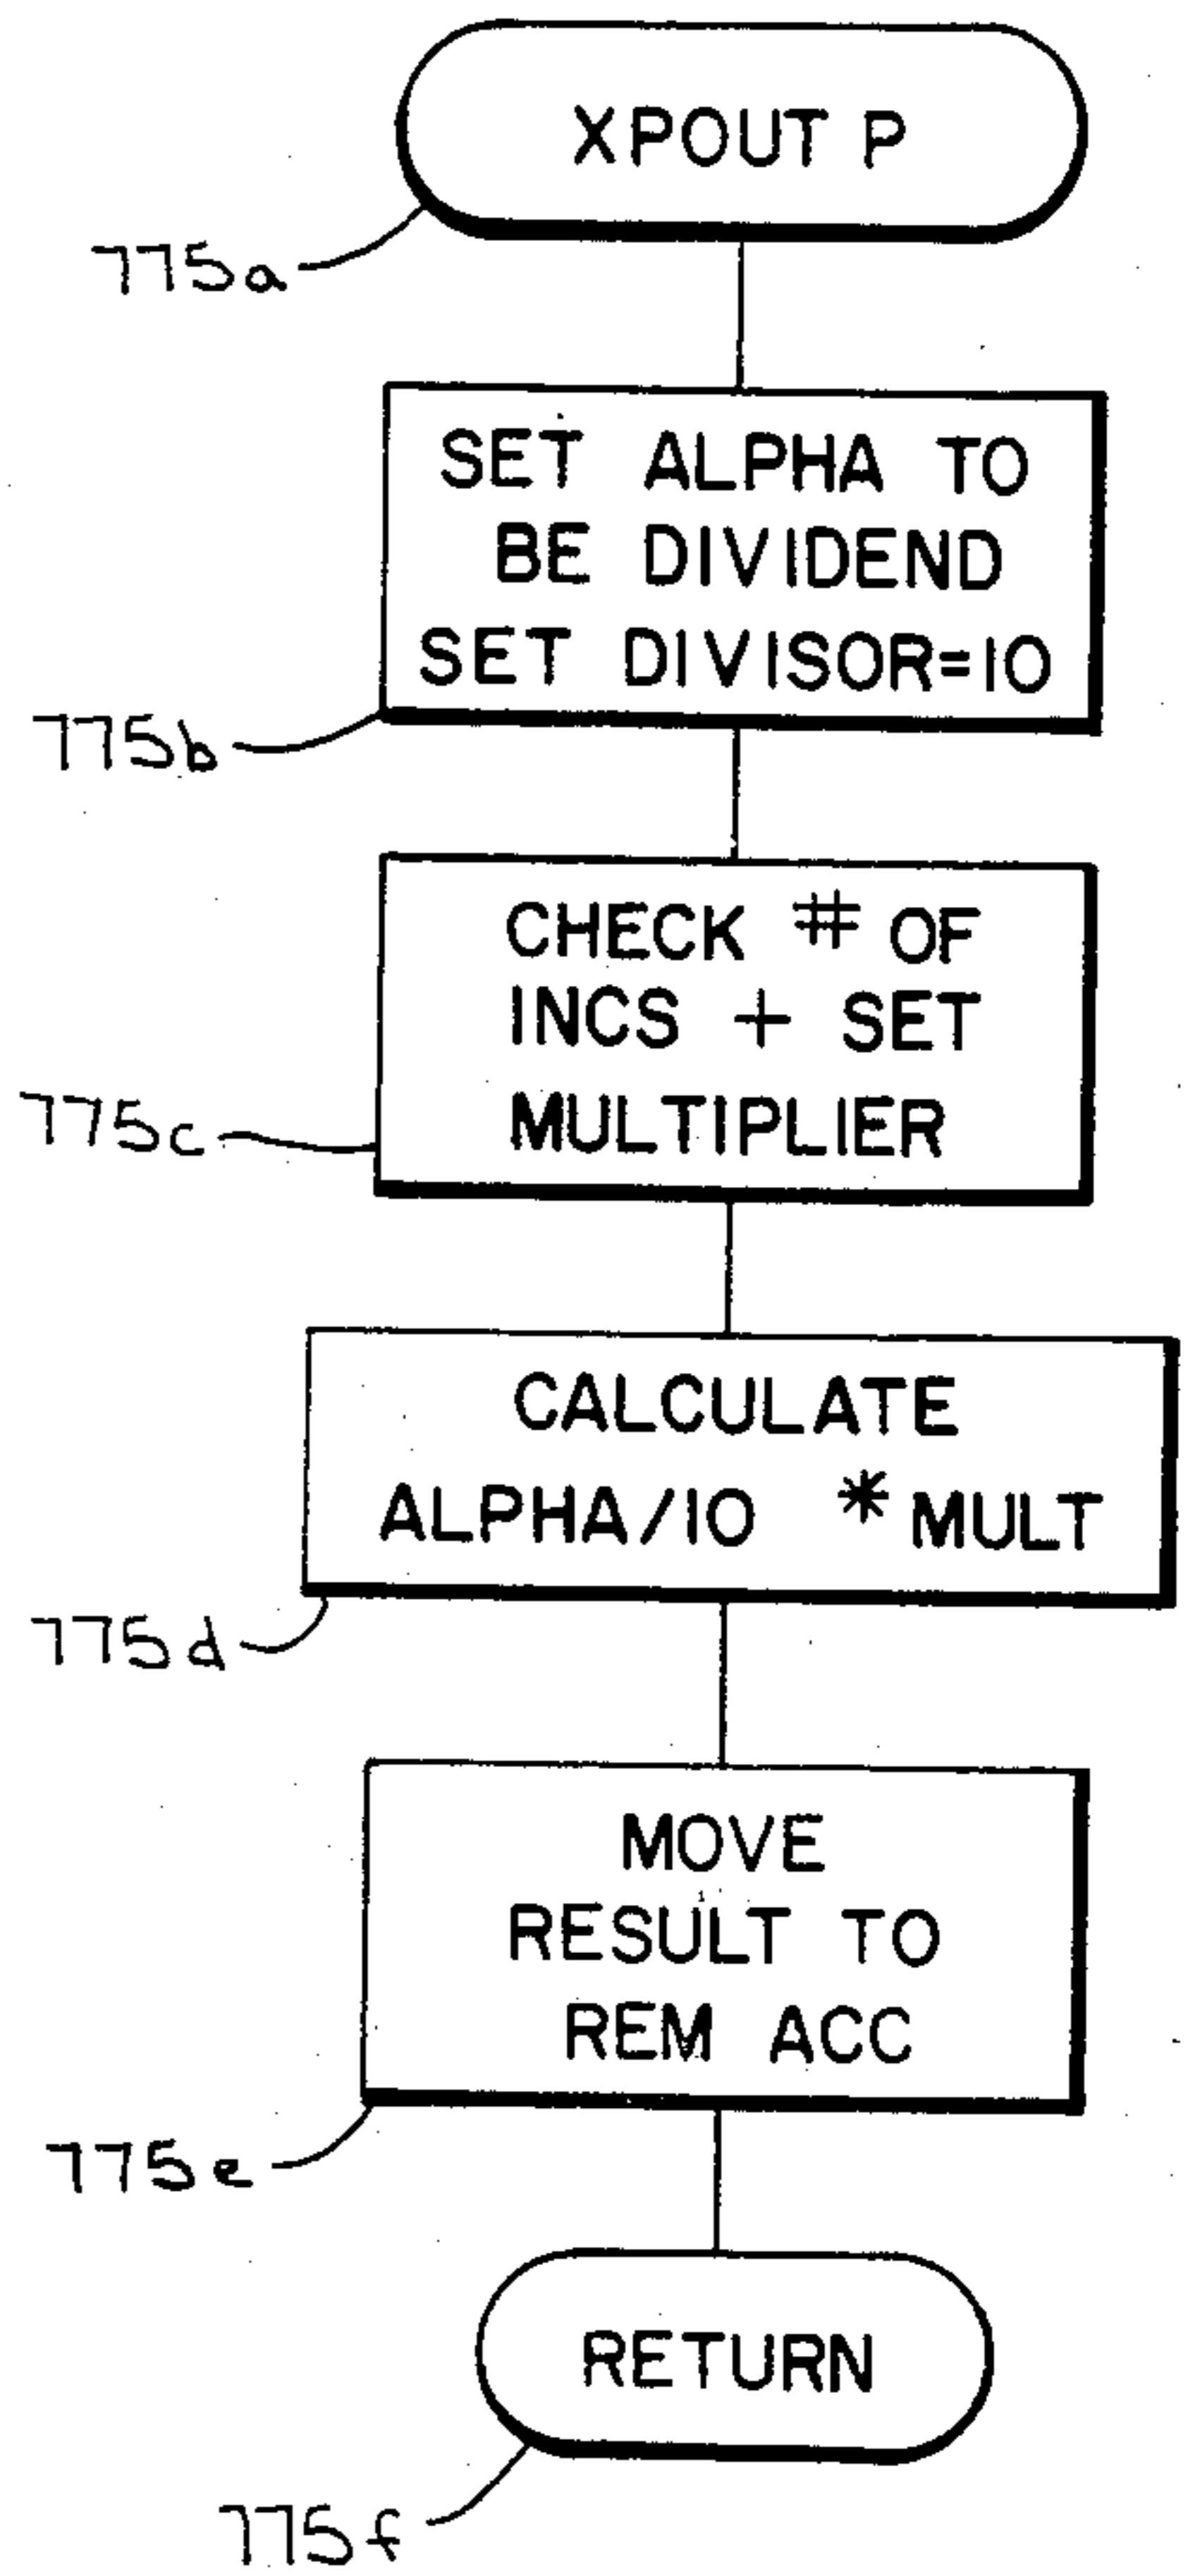 XPOUT P
775a
SET ALPHA TO
BE DIVIDEND
SET DIVISOR=10
775b
CHECK # OF
INCS + SET
MULTIPLIER
775c
CALCULATE
ALPHA/10 * MULT
775d
MOVE
RESULT TO
REM ACC
775e
RETURN
775f